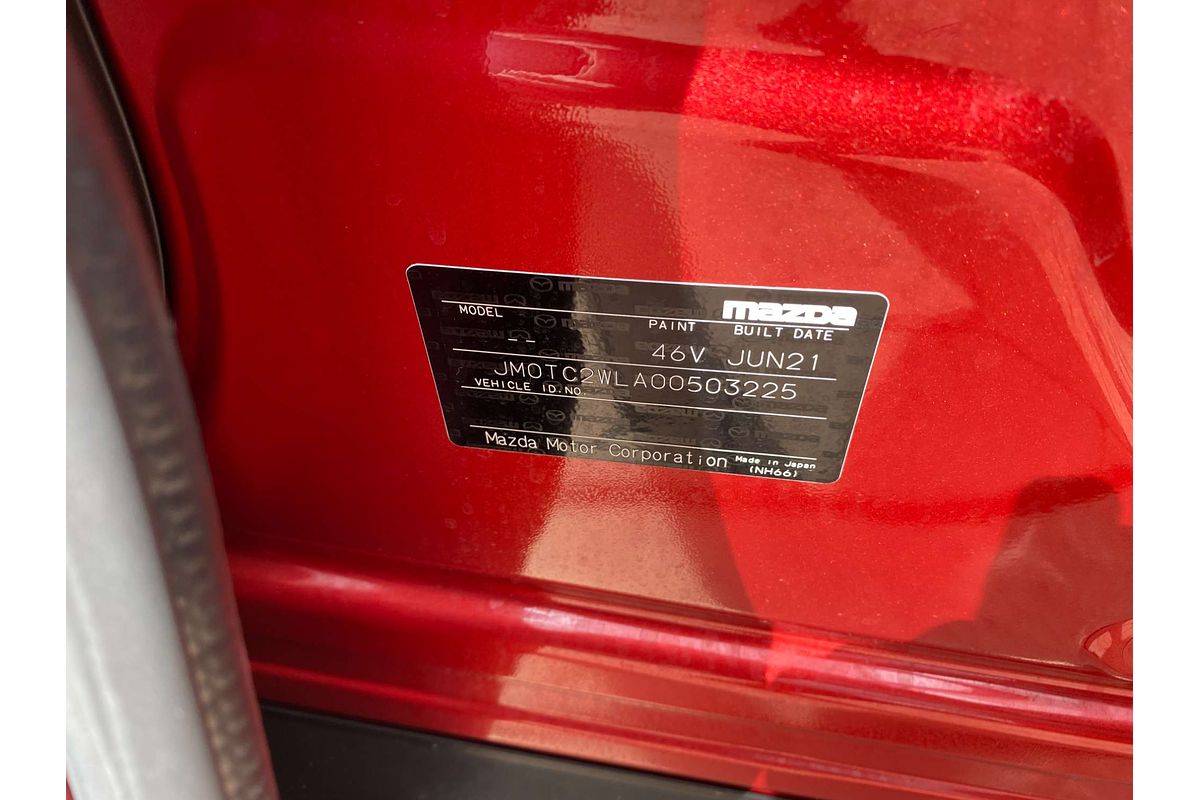 mazda
MODEL PAINT BUILT DATE
-- 46V JUN21
JM0TC2WLA00503225
VEHICLE ID.NO.
Mazda Motor Corporation Made in Japan
(NH66)